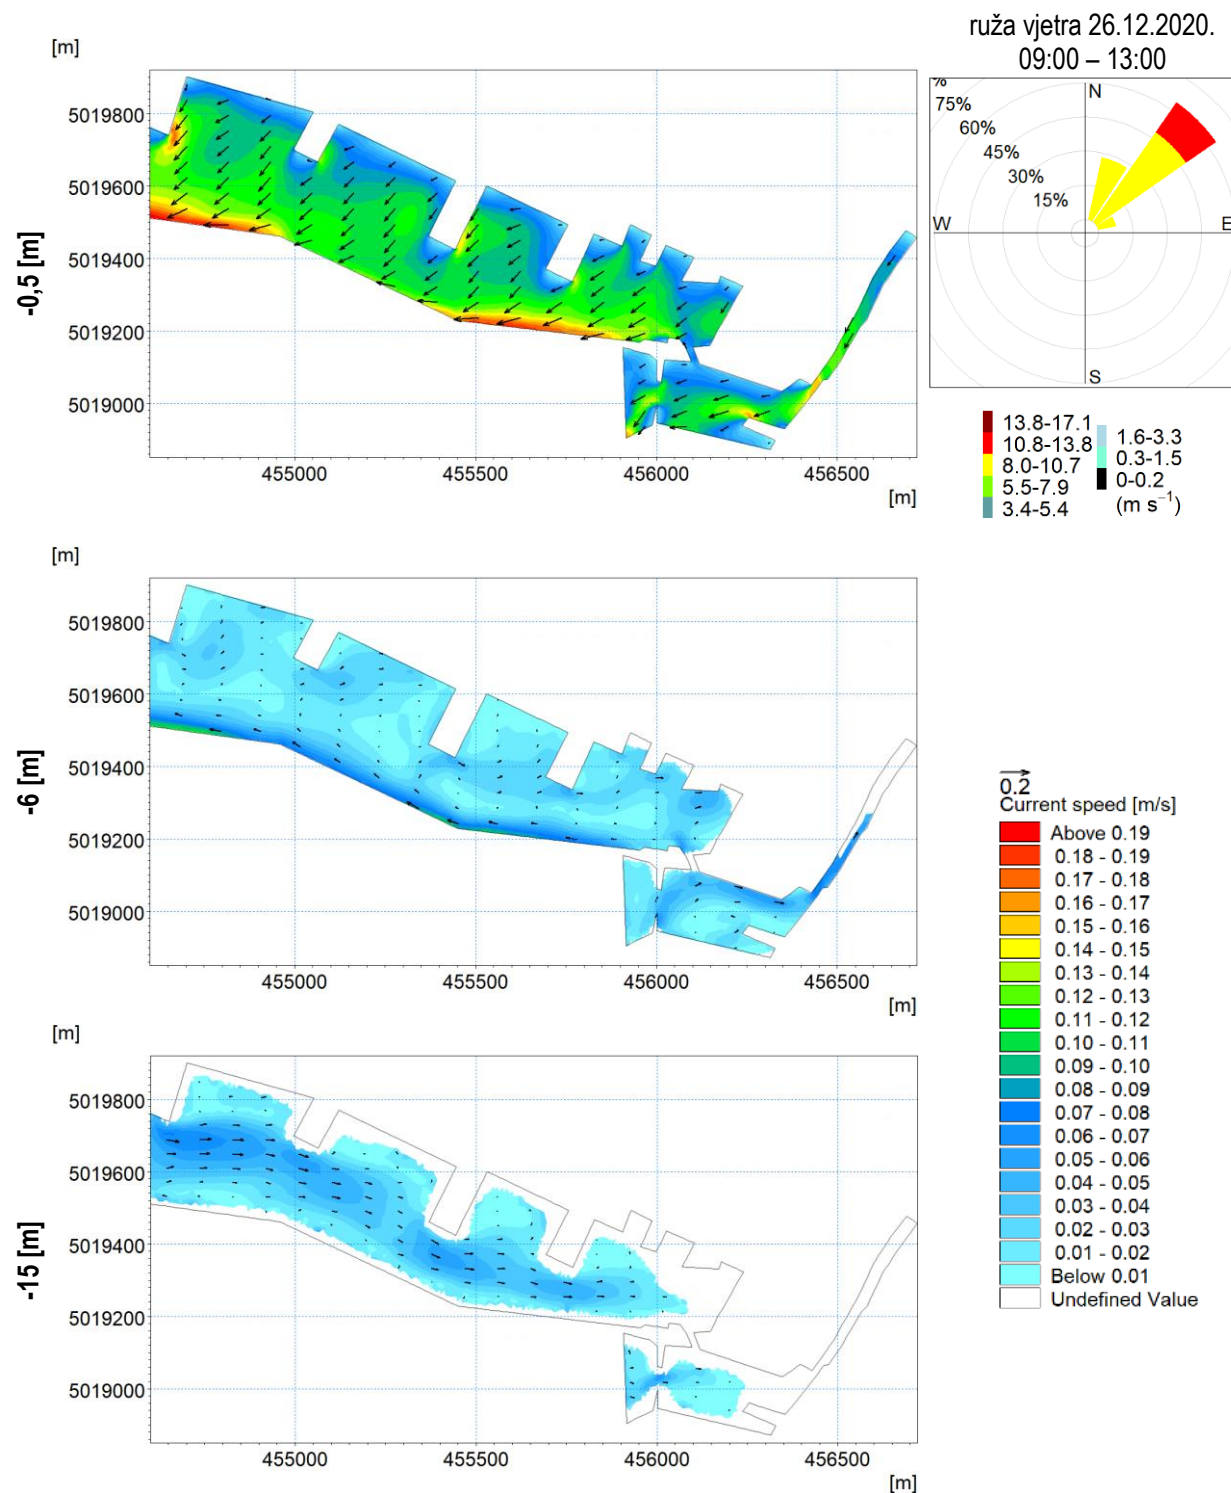 ruža vjetra 26.12.2020.
09:00 – 13:00
%
75%
60%
45%
30%
15%
N
W
E
S
13.8-17.1
10.8-13.8
8.0-10.7
5.5-7.9
3.4-5.4
1.6-3.3
0.3-1.5
0-0.2
(m s⁻¹)
[m]
-0,5 [m]
5019800
5019600
5019400
5019200
5019000
455000
455500
456000
456500
[m]
[m]
-6 [m]
5019800
5019600
5019400
5019200
5019000
455000
455500
456000
456500
[m]
[m]
-15 [m]
5019800
5019600
5019400
5019200
5019000
455000
455500
456000
456500
[m]
0.2
Current speed [m/s]
Above 0.19
0.18 - 0.19
0.17 - 0.18
0.16 - 0.17
0.15 - 0.16
0.14 - 0.15
0.13 - 0.14
0.12 - 0.13
0.11 - 0.12
0.10 - 0.11
0.09 - 0.10
0.08 - 0.09
0.07 - 0.08
0.06 - 0.07
0.05 - 0.06
0.04 - 0.05
0.03 - 0.04
0.02 - 0.03
0.01 - 0.02
Below 0.01
Undefined Value